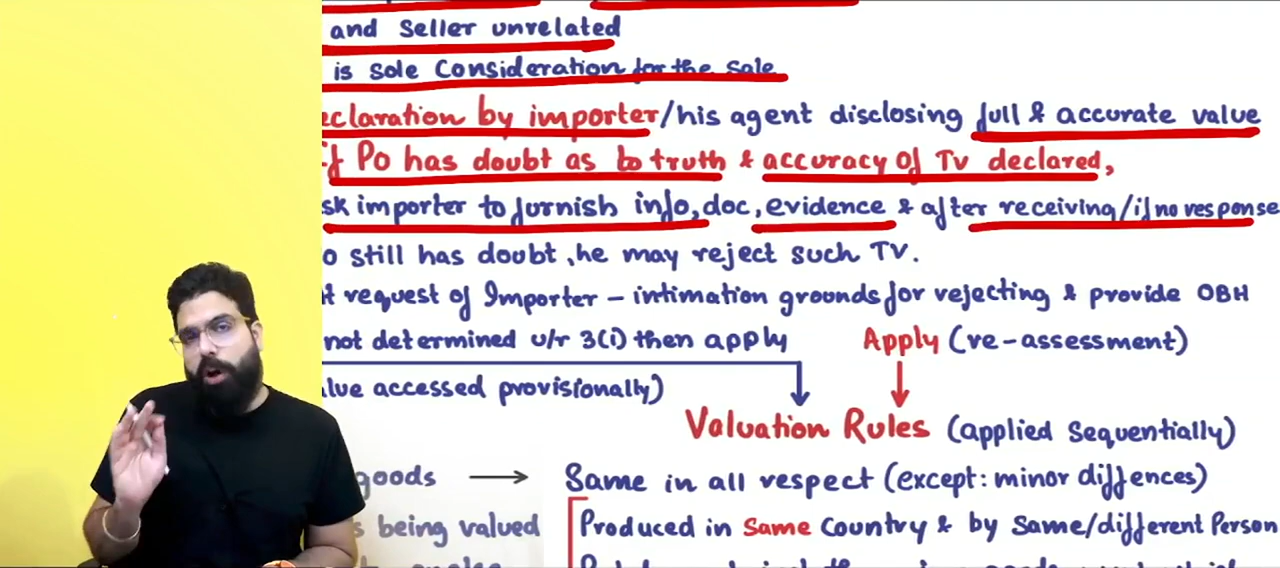 and Seller unrelated
is sole Consideration for the Sale
eclaration by importer/his agent disclosing full & accurate value
If Po has doubt as to truth & accuracy of TV declared,
sk importer to furnish info, doc, evidence & after receiving/if no response
o still has doubt, he may reject such TV.
t request of Importer – intimation grounds for rejecting & provide OBH
not determined u/r 3(i) then apply Apply (re-assessment)
lue accessed provisionally)
Valuation Rules (applied Sequentially)
goods → Same in all respect (except: minor diffences)
s being valued Produced in Same Country & by Same/different Person